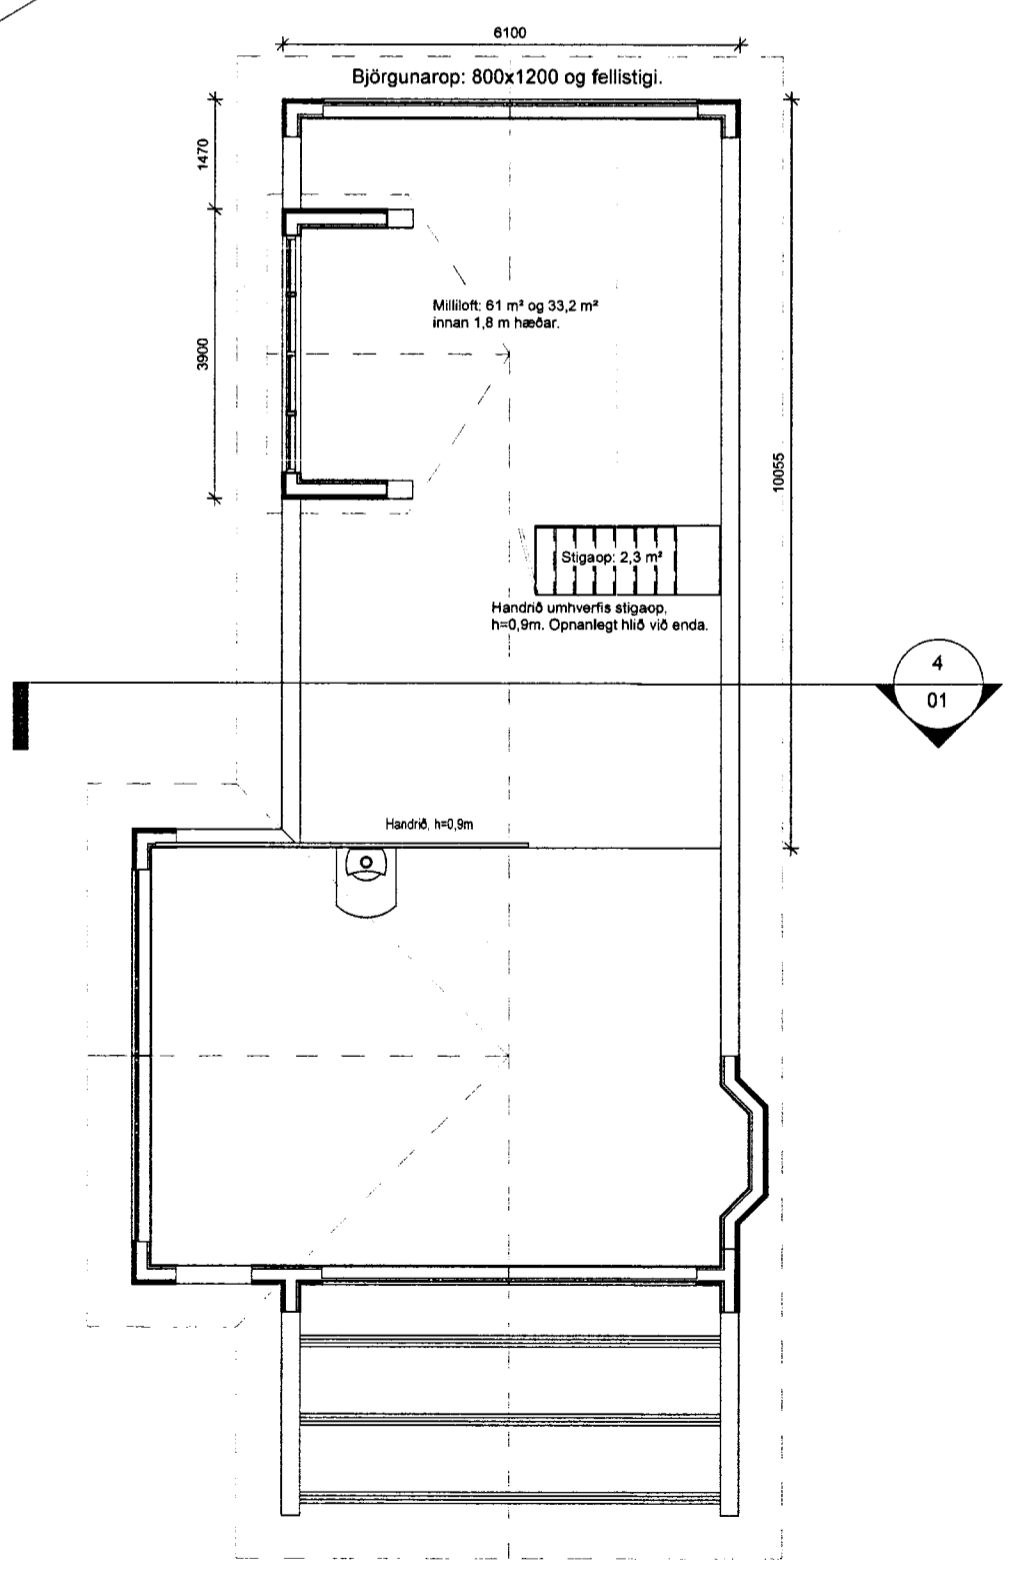 6100
Björgunarop: 800x1200 og fellistigi.
1470
3900
Milliloft: 61 m² og 33,2 m²
innan 1,8 m hæðar.
10055
Stigaop: 2,3 m²
Handrið umhverfis stigaop,
h=0,9m. Opnanlegt hlið við enda.
4
01
Handrið, h=0,9m